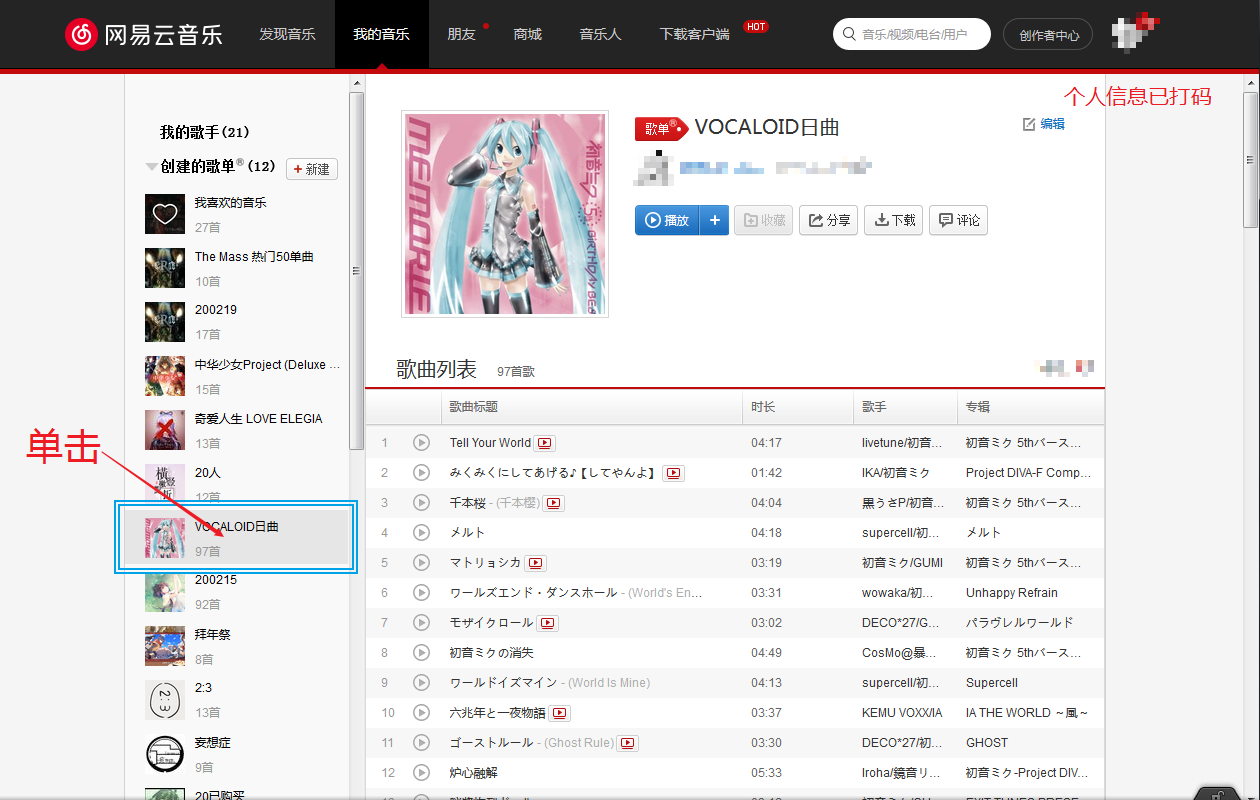 网易云音乐
发现音乐 我的音乐 朋友 商城 音乐人 下载客户端 HOT
音乐/视频/电台/用户
创作者中心
个人信息已打码
我的歌手(21)
创建的歌单®(12)
+ 新建
我喜欢的音乐
27首
The Mass 热门50单曲
10首
200219
17首
中华少女Project (Deluxe ...
15首
奇爱人生 LOVE ELEGIA
13首
20人
12首
单击
VOCALOID日曲
97首
200215
92首
拜年祭
8首
2:3
2:3
13首
妄想症
9首
20已购买
MEMORIE
初音ミク 5th
BiRTHDAY BEST
歌单® VOCALOID日曲
编辑
播放 + 收藏 分享 下载 评论
歌曲列表 97首歌
歌曲标题 时长 歌手 专辑
1 Tell Your World 04:17 livetune/初音... 初音ミク 5thバース...
2 みくみくにしてあげる♪【してやんよ】 01:42 IKA/初音ミク Project DIVA-F Comp...
3 千本桜 - (千本樱) 04:04 黒うさP/初音... 初音ミク 5thバース...
4 メルト 04:18 supercell/初... メルト
5 マトリョシカ 03:19 初音ミク/GUMI 初音ミク 5thバース...
6 ワールズエンド・ダンスホール - (World's En... 03:31 wowaka/初... Unhappy Refrain
7 モザイクロール 03:02 DECO*27/G... パラヴレルワールド
8 初音ミクの消失 04:49 CosMo@暴... 初音ミク 5thバース...
9 ワールドイズマイン - (World Is Mine) 04:13 supercell/初... Supercell
10 六兆年と一夜物語 03:37 KEMU VOXX/IA IA THE WORLD ～風～
11 ゴーストルール - (Ghost Rule) 03:30 DECO*27/初... GHOST
12 炉心融解 05:33 Iroha/鏡音リ... 初音ミク-Project DIV...